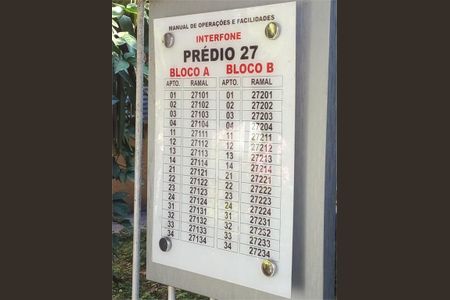 MANUAL DE OPERAÇÕES E FACILIDADES
INTERFONE
PRÉDIO 27
BLOCO A BLOCO B
APTO. RAMAL APTO. RAMAL
01 27101 01 27201
02 27102 02 27202
03 27103 03 27203
04 27104 04 27204
11 27111 11 27211
12 27112 12 27212
13 27113 13 27213
14 27114 14 27214
21 27121 21 27221
22 27122 22 27222
23 27123 23 27223
24 27124 24 27224
31 27131 31 27231
32 27132 32 27232
33 27133 33 27233
34 27134 34 27234